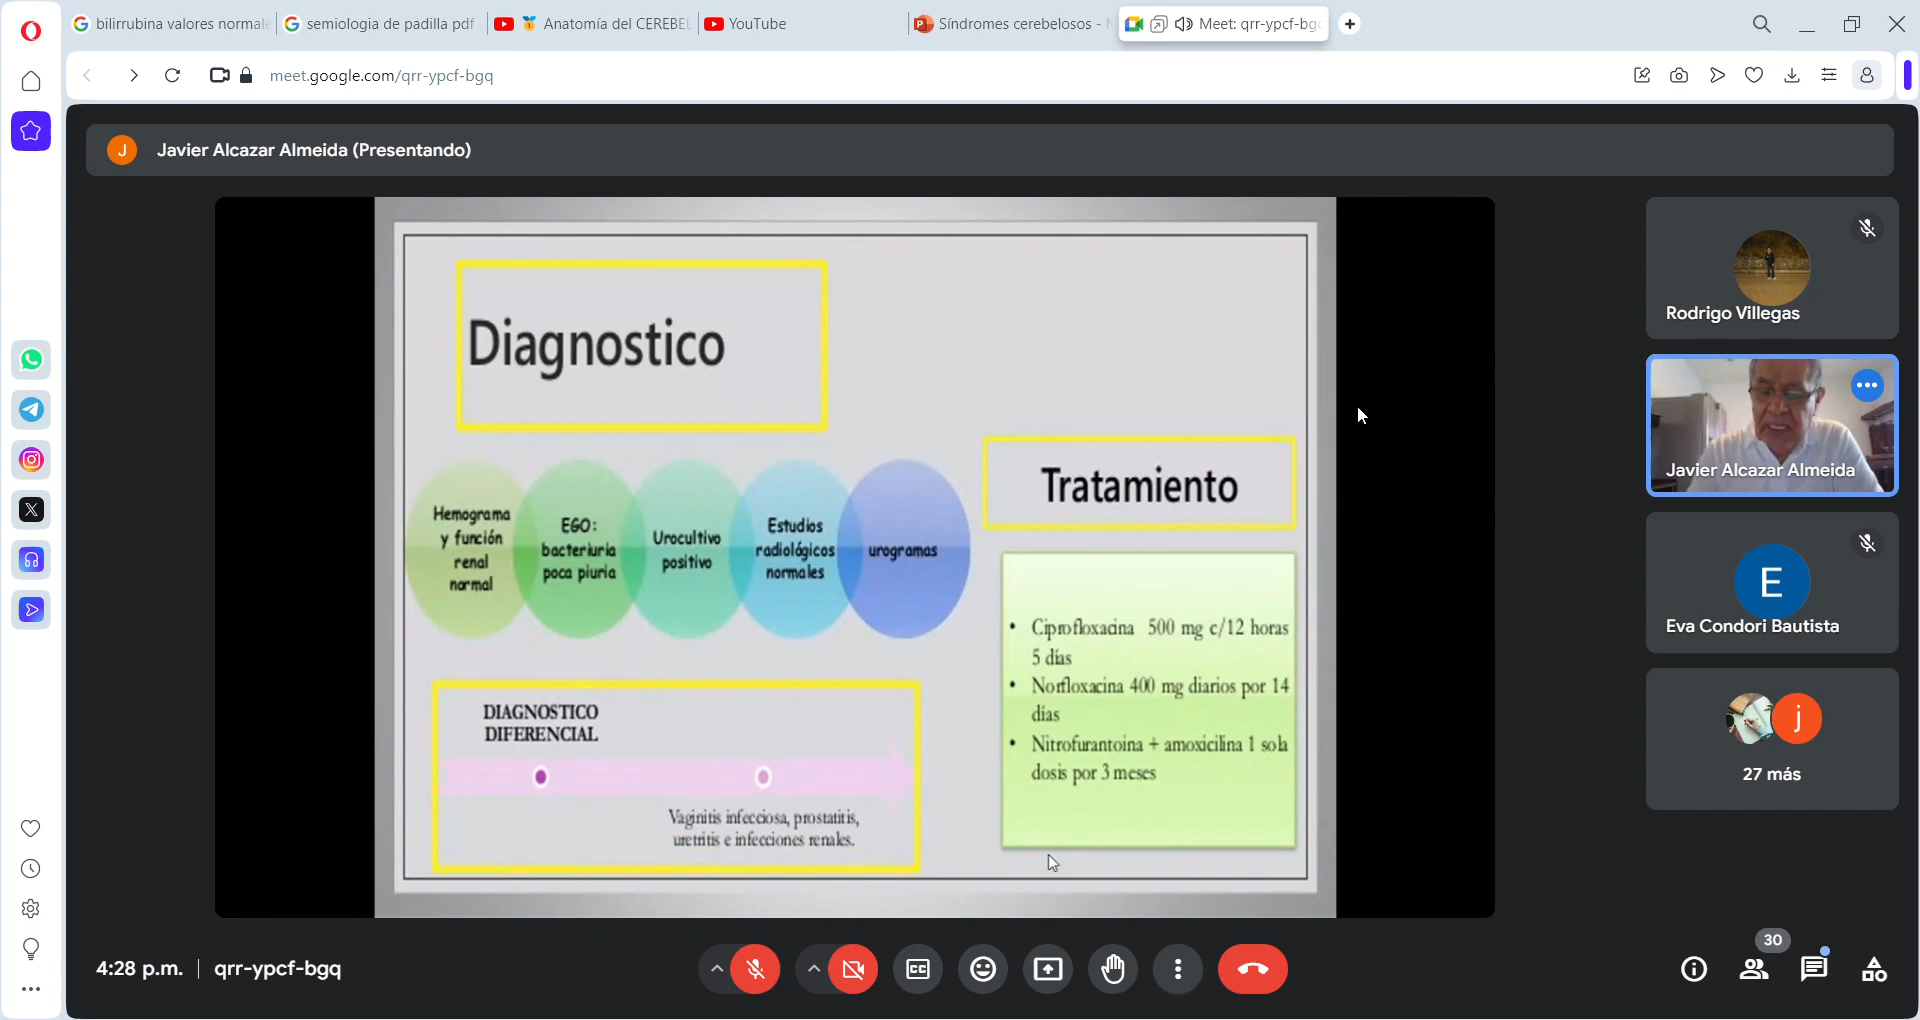 bilirrubina valores normale
semiologia de padilla pdf
Anatomía del CEREBEL
YouTube
Síndromes cerebelosos -
Meet: qrr-ypcf-bgq
meet.google.com/qrr-ypcf-bgq
J
Javier Alcazar Almeida (Presentando)
Diagnostico
Hemograma
y función
renal
normal
EGO:
bacteriuria
poca piuria
Urocultivo
positivo
Estudios
radiológicos
normales
urogramas
Tratamiento
• Ciprofloxacina 500 mg c/12 horas
5 días
• Norfloxacina 400 mg diarios por 14
días
• Nitrofurantoina + amoxicilina 1 sola
dosis por 3 meses
DIAGNOSTICO
DIFERENCIAL
Vaginitis infecciosa, prostatitis,
uretritis e infecciones renales.
Rodrigo Villegas
Javier Alcazar Almeida
E
Eva Condori Bautista
j
27 más
4:28 p.m.
qrr-ypcf-bgq
CC
30